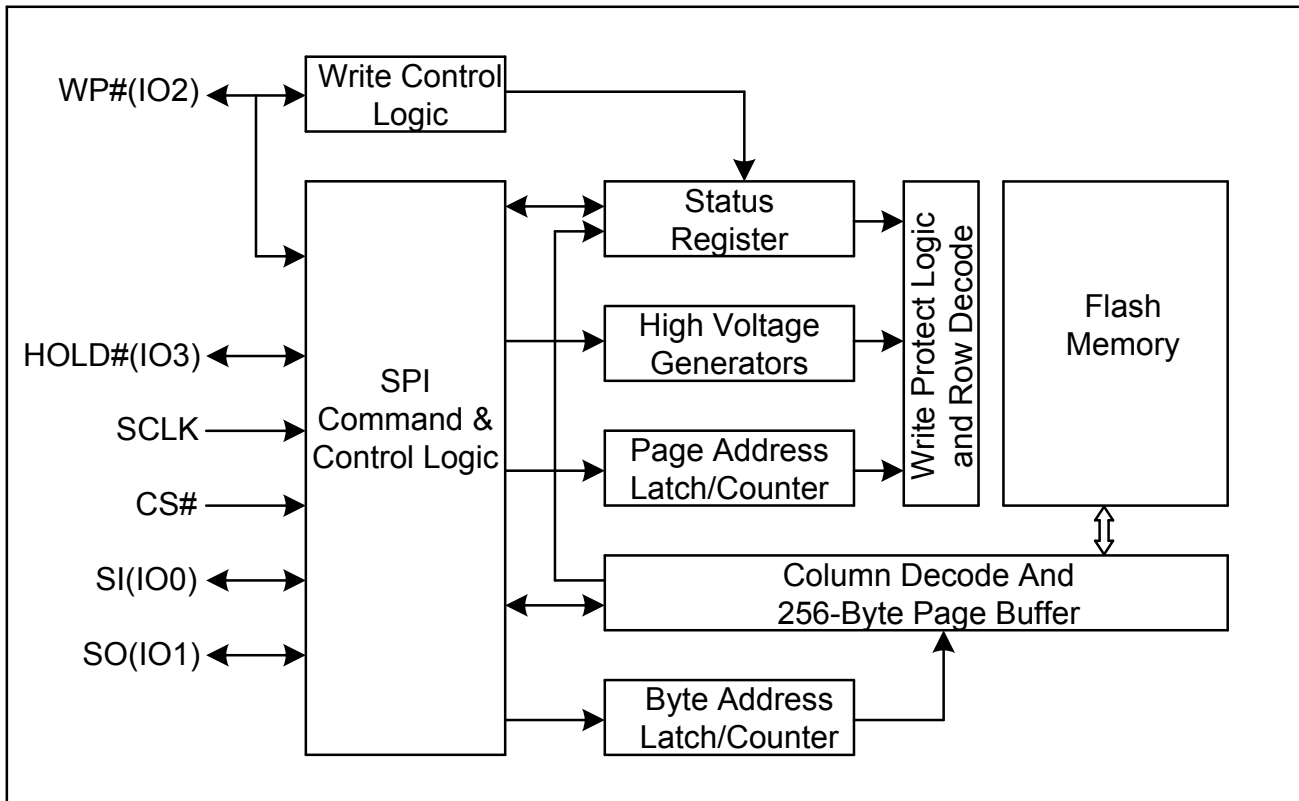 WP#(IO2)
Write Control
Logic
Status
Register
HOLD#(IO3)
High Voltage
Generators
SPI
Command &
Control Logic
SCLK
Page Address
Latch/Counter
Write Protect Logic
and Row Decode
Flash
Memory
CS#
SI(IO0)
Column Decode And
256-Byte Page Buffer
SO(IO1)
Byte Address
Latch/Counter